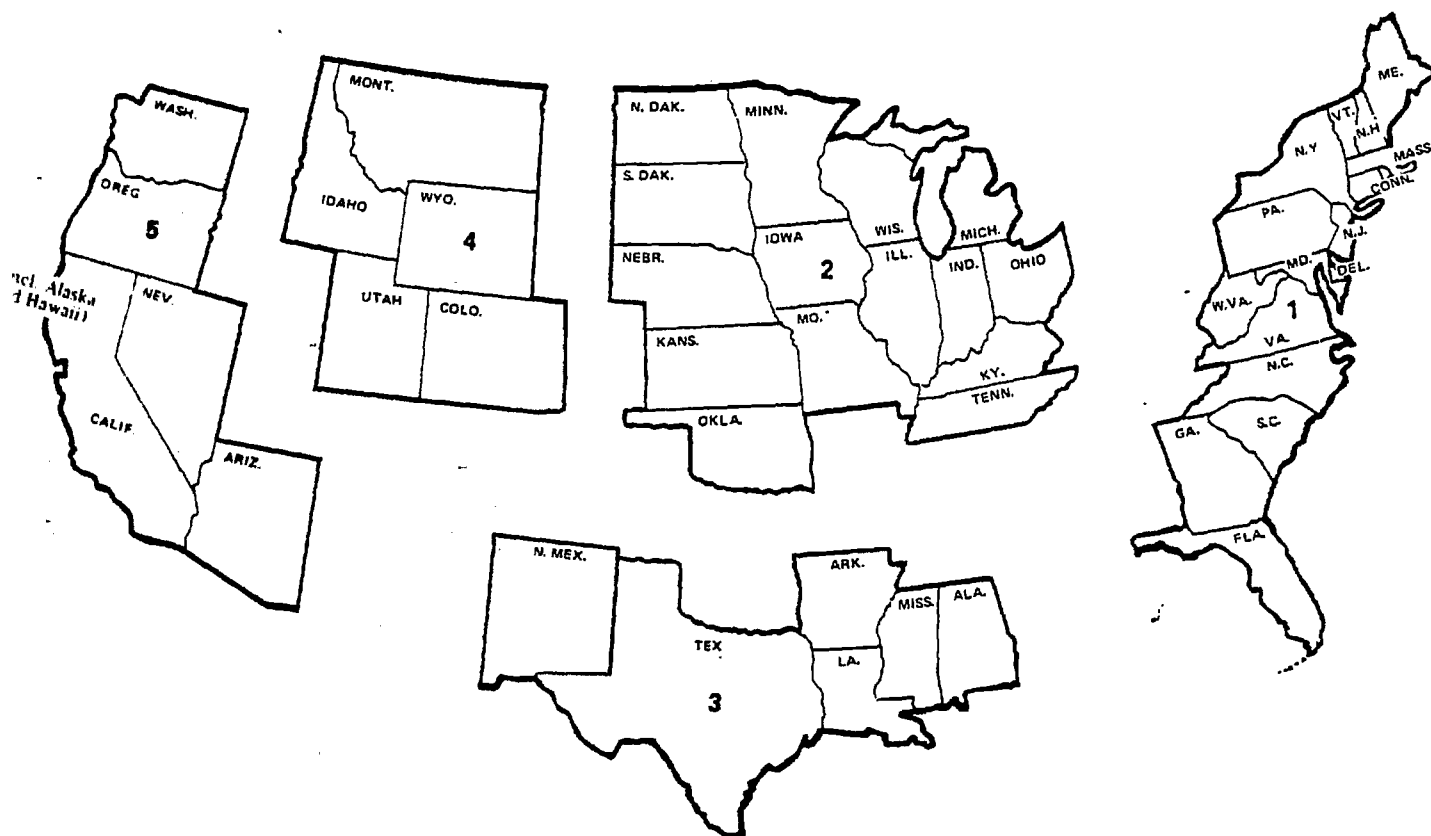 WASH.
OREG
5
Alaska
Hawaii)
NEV.
CALIF.
ARIZ.
MONT.
IDAHO
WYO.
4
UTAH
COLO.
N. DAK.
MINN.
S. DAK.
WIS.
MICH.
IOWA
2
NEBR.
ILL.
IND.
OHIO
MO.
KANS.
KY.
TENN.
OKLA.
N. MEX.
TEX
3
ARK.
LA.
MISS.
ALA.
ME.
VT.
N.H
N.Y
MASS
CONN.
PA.
N.J.
MD.
DEL.
W.VA.
1
VA.
N.C.
S.C.
GA.
FLA.